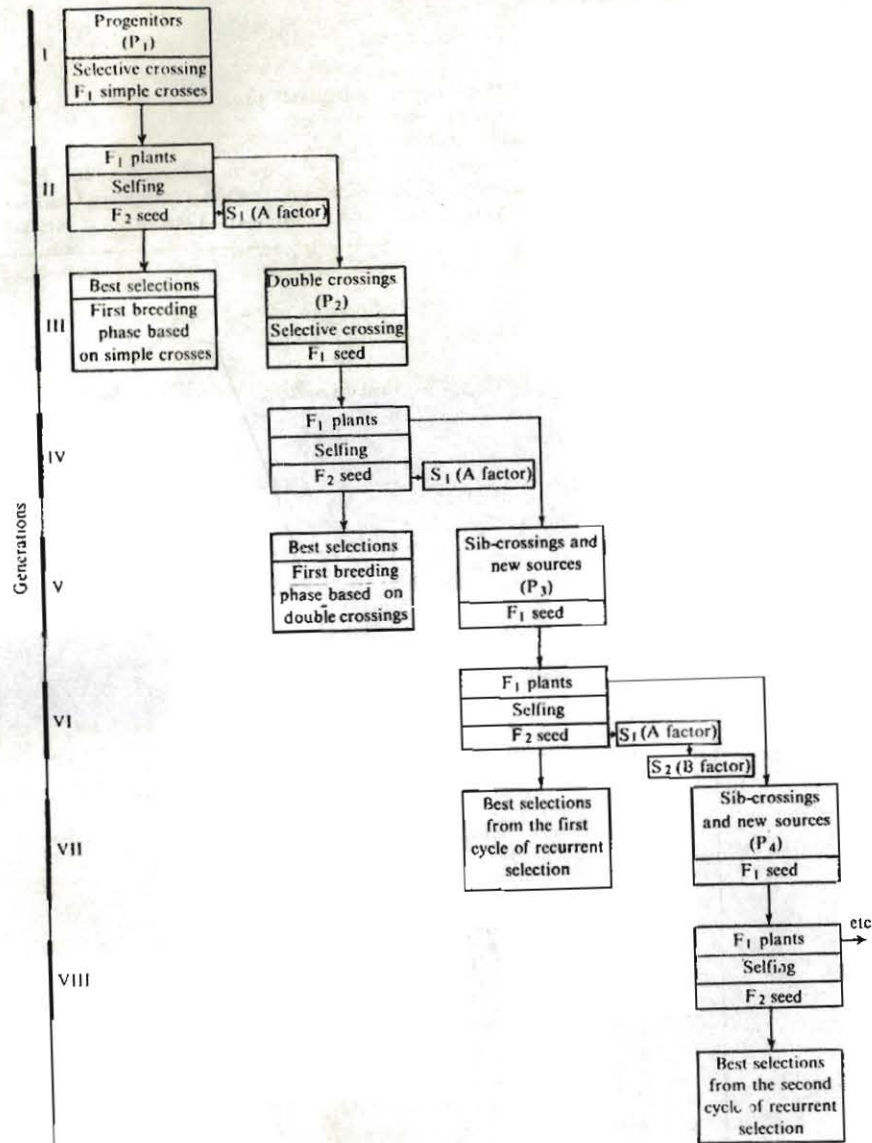 Generations
I
Progenitors
(P₁)
Selective crossing
F₁ simple crosses
II
F₁ plants
Selfing
F₂ seed
S₁ (A factor)
III
Best selections
First breeding
phase based
on simple crosses
Double crossings
(P₂)
Selective crossing
F₁ seed
IV
F₁ plants
Selfing
F₂ seed
S₁ (A factor)
V
Best selections
First breeding
phase based on
double crossings
Sib-crossings and
new sources
(P₃)
F₁ seed
VI
F₁ plants
Selfing
F₂ seed
S₁ (A factor)
S₂ (B factor)
VII
Best selections
from the first
cycle of recurrent
selection
Sib-crossings
and new sources
(P₄)
F₁ seed
VIII
F₁ plants
Selfing
F₂ seed
etc
Best selections
from the second
cycle of recurrent
selection